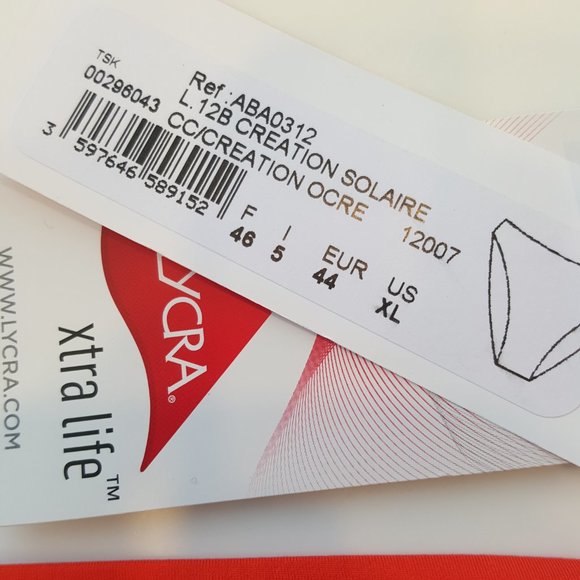 TSK
00296043
Ref : ABA0312
L.12B CREATION SOLAIRE
CC/CREATION OCRE 12007
3 597646 589152
F I EUR US
46 5 44 XL
LYCRA®
xtra life™
WWW.LYCRA.COM